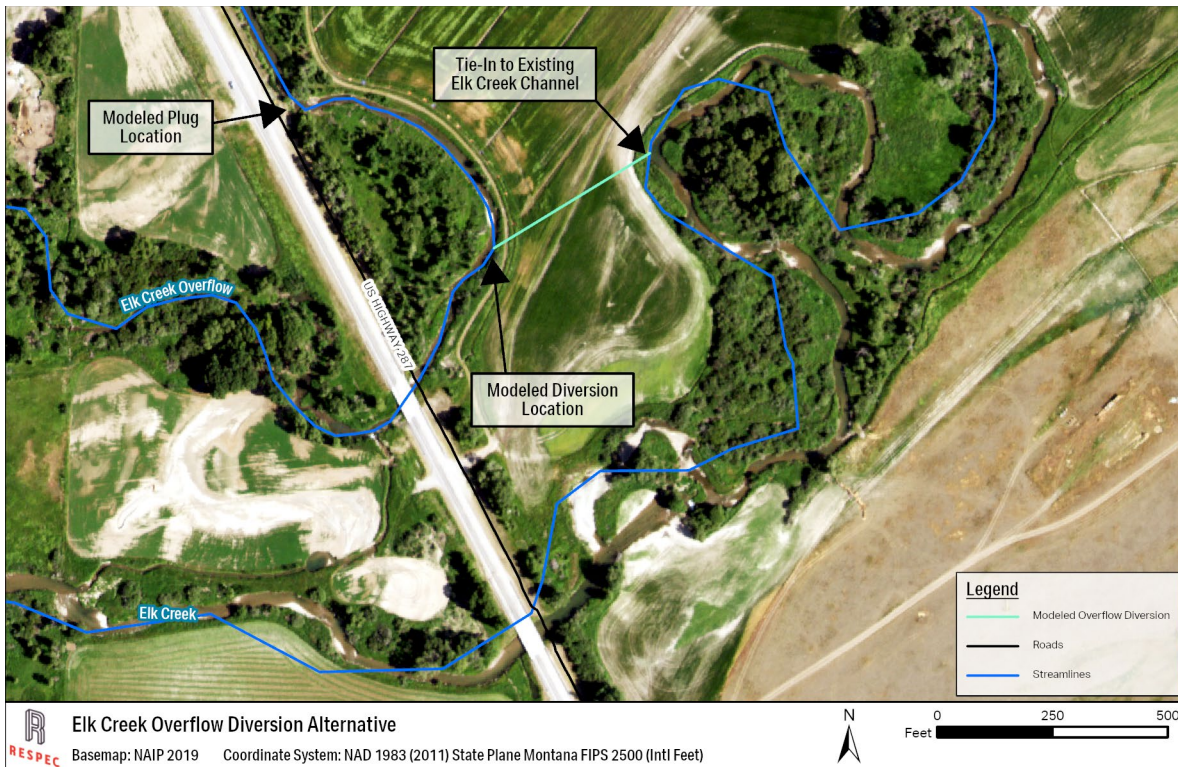 Tie-In to Existing
Elk Creek Channel
Modeled Plug
Location
Elk Creek Overflow
US HIGHWAY 287
Modeled Diversion
Location
Elk Creek
Legend
Modeled Overflow Diversion
Roads
Streamlines
RESPEC
Elk Creek Overflow Diversion Alternative
Basemap: NAIP 2019 Coordinate System: NAD 1983 (2011) State Plane Montana FIPS 2500 (Intl Feet)
N
0 250 500
Feet